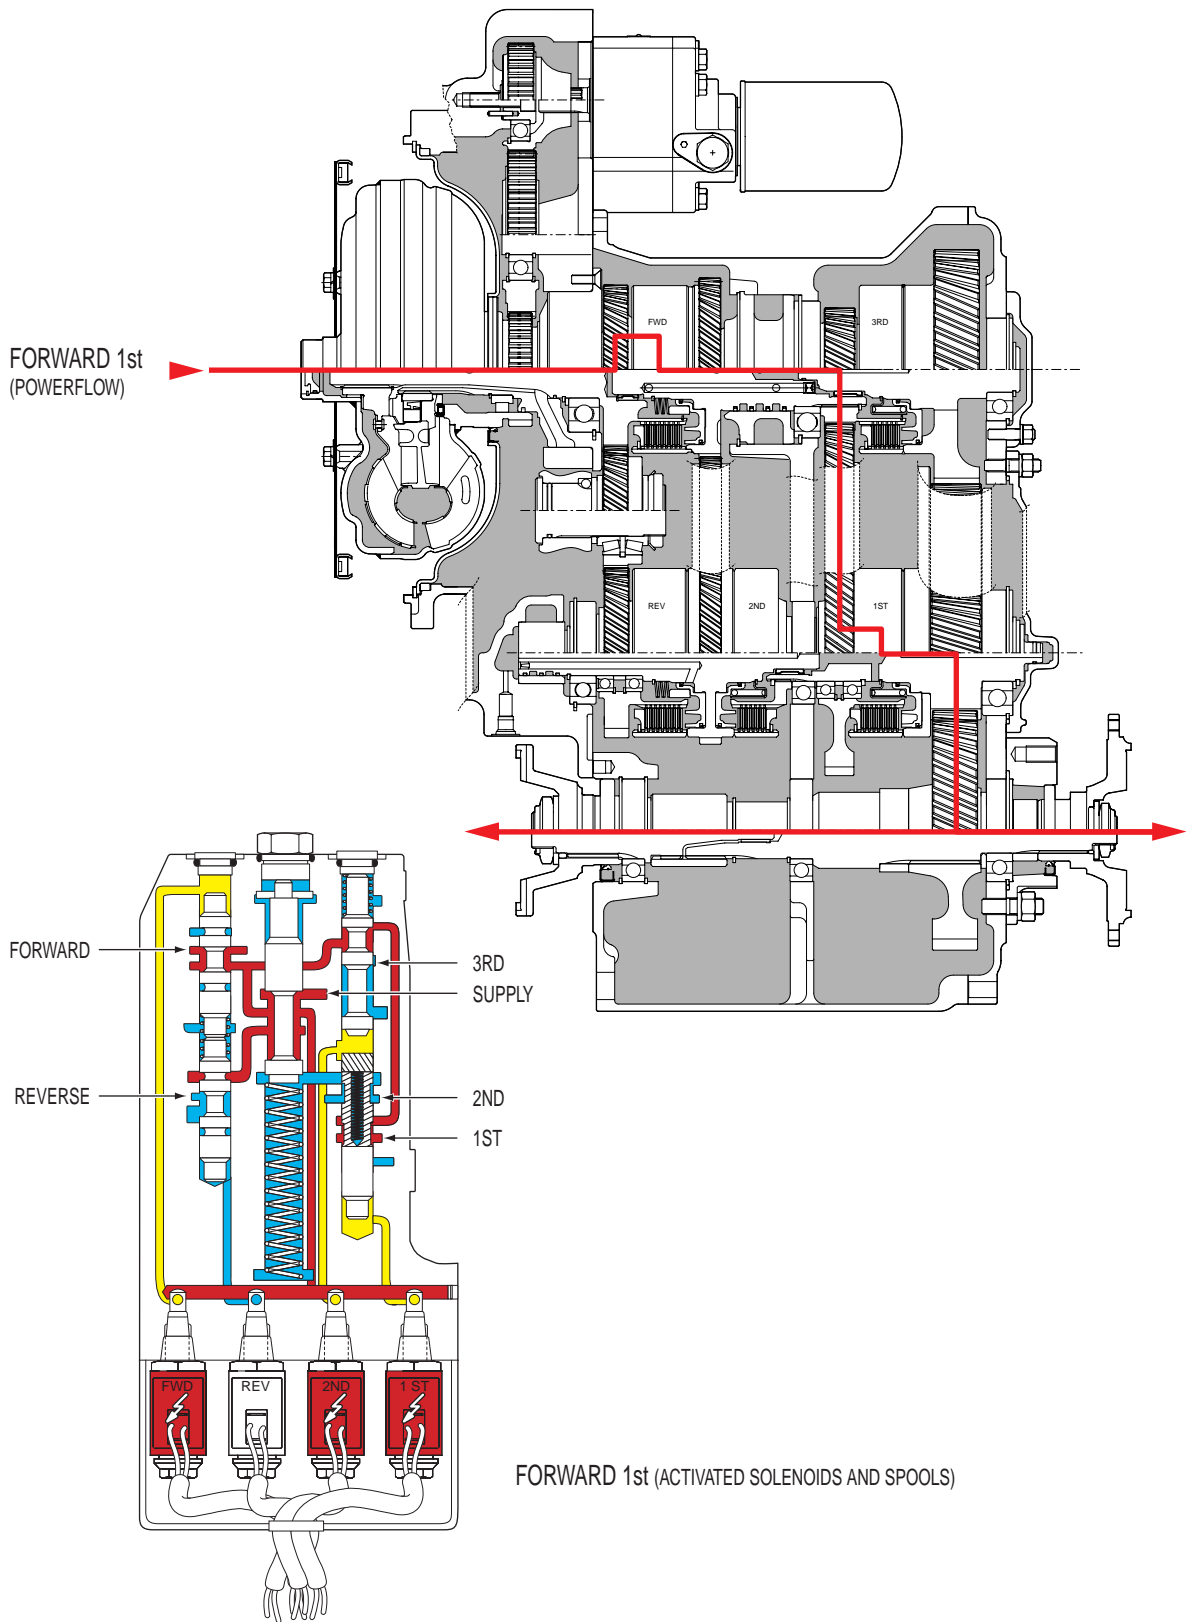 FWD
3RD
FORWARD 1st
(POWERFLOW)
REV
2ND
1ST
FORWARD
3RD
SUPPLY
REVERSE
2ND
1ST
FWD
REV
2ND
1 ST
FORWARD 1st (ACTIVATED SOLENOIDS AND SPOOLS)